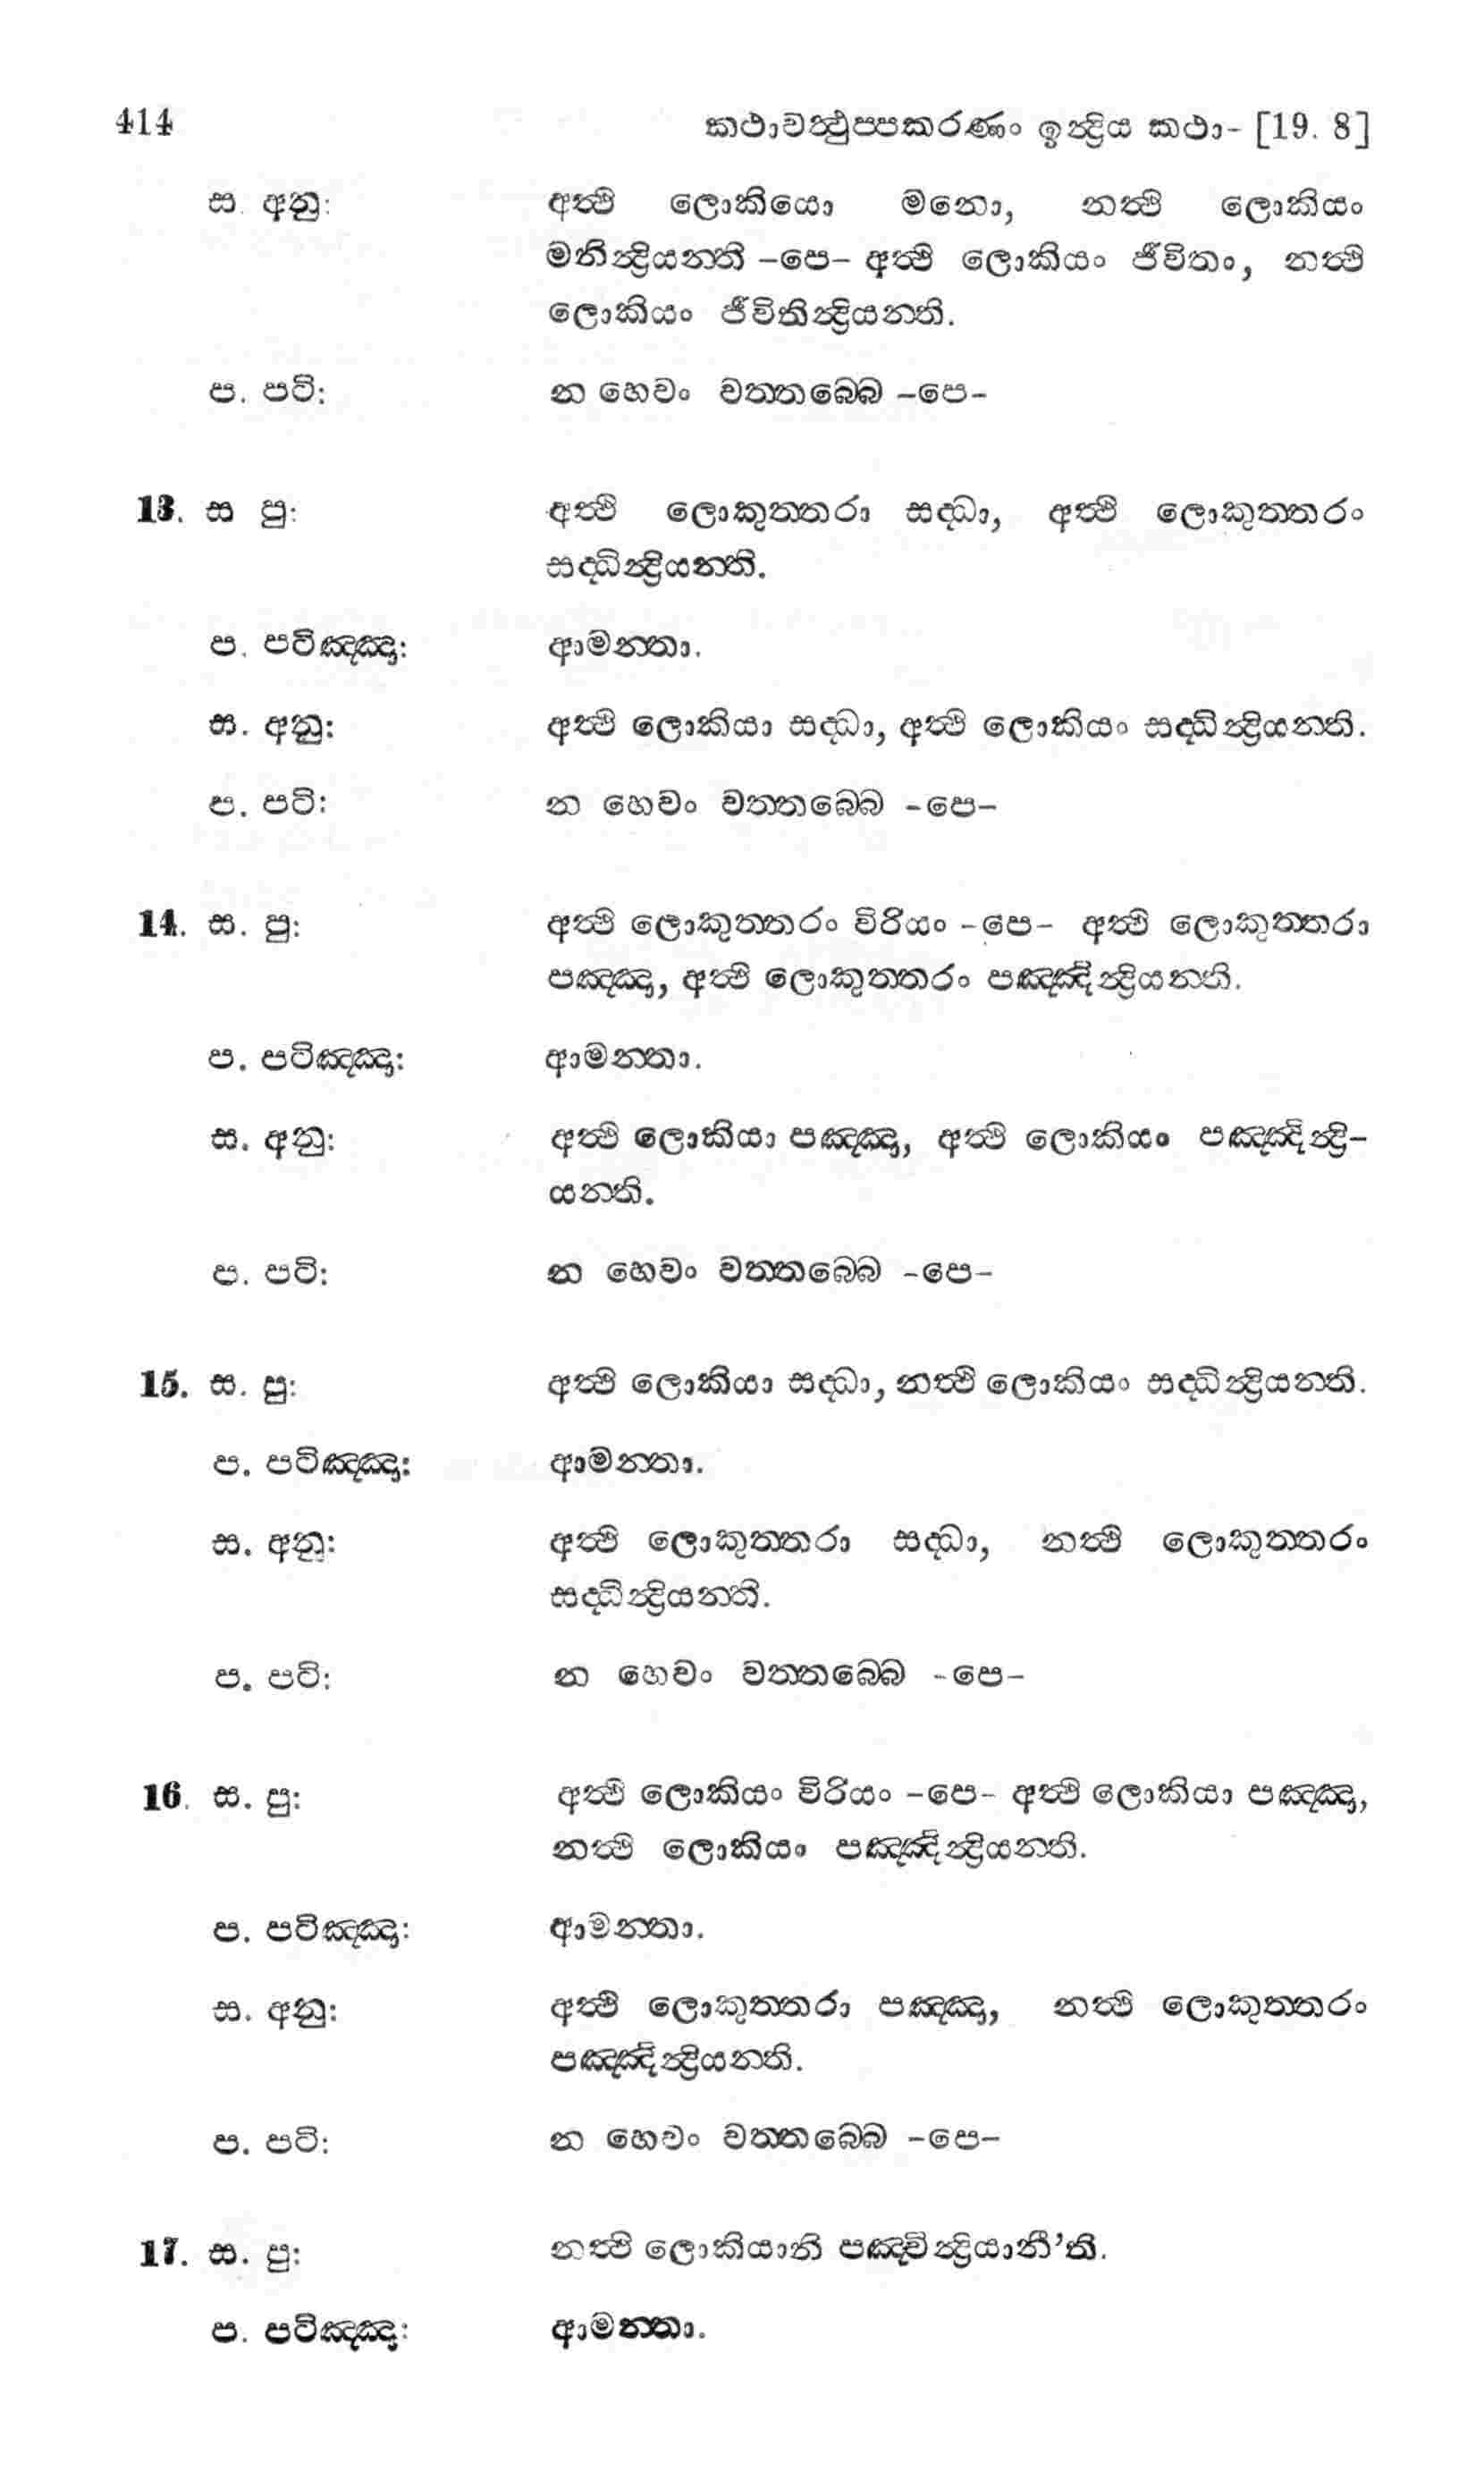 414 කථාවත්‍ථුප්පකරණං ඉන්‍ද්‍රිය කථා- [19. 8]
ස. අනු: අත්‍ථි ලොකියො මනො, නත්‍ථි ලොකියං
මනින්‍ද්‍රියන්‍ති -පෙ- අත්‍ථි ලොකියං ජීවිතං, නත්‍ථි
ලොකියං ජීවිතින්‍ද්‍රියන්‍ති.
ප. පටි: න හෙවං වත්‍තබ්බෙ -පෙ-
13. ස පු: අත්‍ථි ලොකුත්‍තරා සද්‍ධා, අත්‍ථි ලොකුත්‍තරං
සද්‍ධින්‍ද්‍රියන්‍ති.
ප. පටිඤ්ඤා: ආමන්‍තා.
ස. අනු: අත්‍ථි ලොකියා සද්‍ධා, අත්‍ථි ලොකියං සද්‍ධින්‍ද්‍රියන්‍ති.
ප. පටි: න හෙවං වත්‍තබ්බෙ -පෙ-
14. ස. පු: අත්‍ථි ලොකුත්‍තරං විරියං -පෙ- අත්‍ථි ලොකුත්‍තරා
පඤ්ඤා, අත්‍ථි ලොකුත්‍තරං පඤ්ඤින්‍ද්‍රියන්‍ති.
ප. පටිඤ්ඤා: ආමන්‍තා.
ස. අනු: අත්‍ථි ලොකියා පඤ්ඤා, අත්‍ථි ලොකියං පඤ්ඤින්‍ද්‍රි-
යන්‍ති.
ප. පටි: න හෙවං වත්‍තබ්බෙ -පෙ-
15. ස. පු: අත්‍ථි ලොකියා සද්‍ධා, නත්‍ථි ලොකියං සද්‍ධින්‍ද්‍රියන්‍ති.
ප. පටිඤ්ඤා: ආමන්‍තා.
ස. අනු: අත්‍ථි ලොකුත්‍තරා සද්‍ධා, නත්‍ථි ලොකුත්‍තරං
සද්‍ධින්‍ද්‍රියන්‍ති.
ප. පටි: න හෙවං වත්‍තබ්බෙ -පෙ-
16. ස. පු: අත්‍ථි ලොකියං විරියං -පෙ- අත්‍ථි ලොකියා පඤ්ඤා,
නත්‍ථි ලොකියං පඤ්ඤින්‍ද්‍රියන්‍ති.
ප. පටිඤ්ඤා: ආමන්‍තා.
ස. අනු: අත්‍ථි ලොකුත්‍තරා පඤ්ඤා, නත්‍ථි ලොකුත්‍තරං
පඤ්ඤින්‍ද්‍රියන්‍ති.
ප. පටි: න හෙවං වත්‍තබ්බෙ -පෙ-
17. ස. පු: නත්‍ථි ලොකියානි පඤ්චින්‍ද්‍රියානී’ති.
ප. පටිඤ්ඤා: ආමන්‍තා.